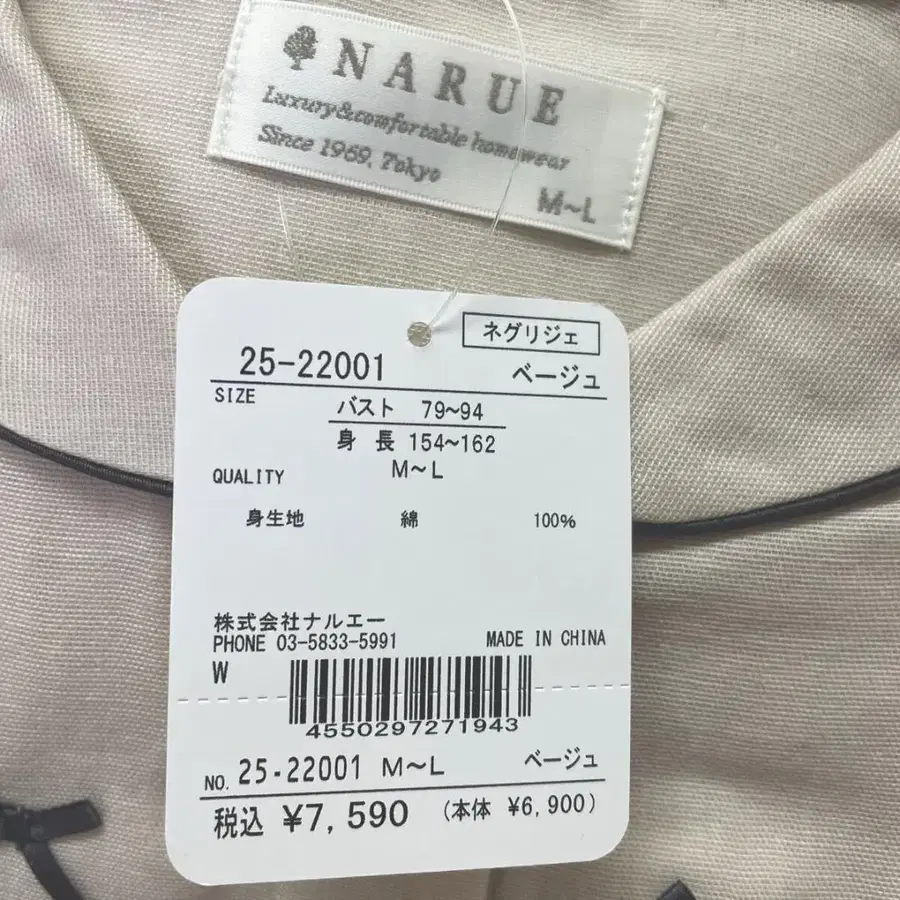 NARUE
Luxury&comfortable homewear
Since 1969, Tokyo
M~L
ネグリジェ
25-22001 ベージュ
SIZE
バスト 79~94
身 長 154~162
M~L
QUALITY
身生地 綿 100%
株式会社ナルエー
PHONE 03-5833-5991 MADE IN CHINA
W
4550297271943
NO. 25-22001 M~L ベージュ
税込 ¥7,590 (本体 ¥6,900)